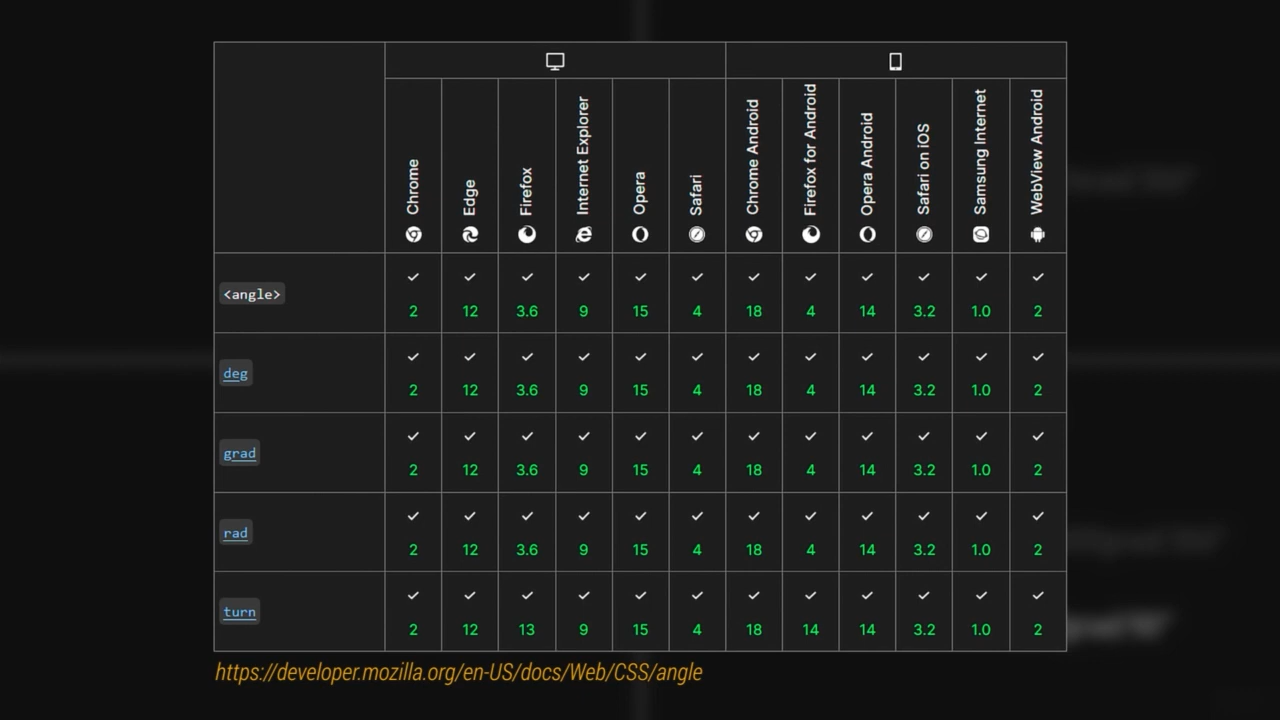 Chrome
Edge
Firefox
Internet Explorer
Opera
Safari
Chrome Android
Firefox for Android
Opera Android
Safari on iOS
Samsung Internet
WebView Android
<angle>
2 12 3.6 9 15 4 18 4 14 3.2 1.0 2
deg
2 12 3.6 9 15 4 18 4 14 3.2 1.0 2
grad
2 12 3.6 9 15 4 18 4 14 3.2 1.0 2
rad
2 12 3.6 9 15 4 18 4 14 3.2 1.0 2
turn
2 12 13 9 15 4 18 14 14 3.2 1.0 2
https://developer.mozilla.org/en-US/docs/Web/CSS/angle